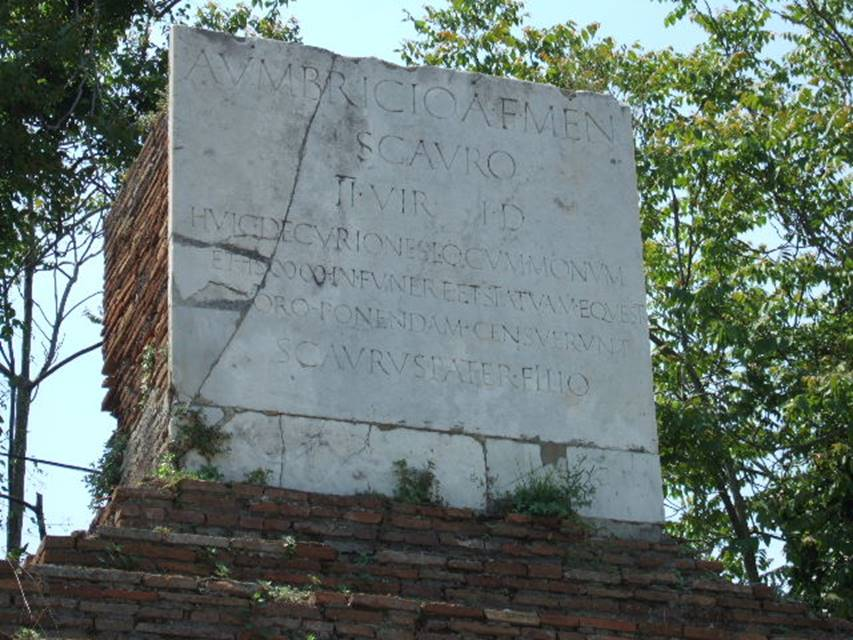 A VMBRICIO A F MEN
SCAVRO
II·VIR I·D
HVIC DECVRIONES LOCVM MONVM
ET HS ∞ ∞ IN·FVNERE ET STATVAM·EQVEST
ORO·PONENDAM·CENSVERVNT
SCAVRVS PATER·FILIO